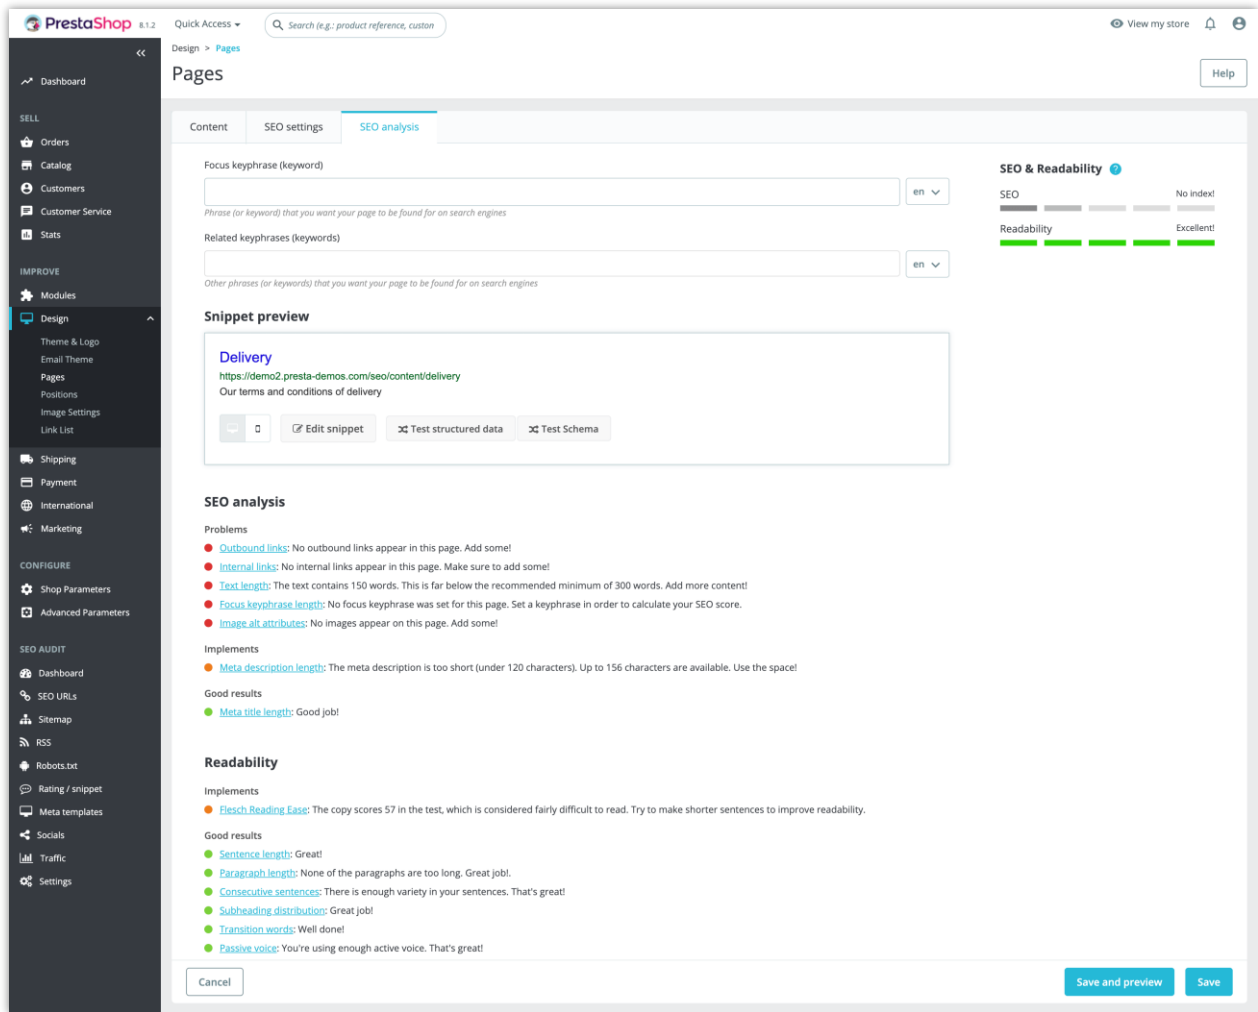 PrestaShop 8.1.2 Quick Access Search (e.g.: product reference, custon View my store
Design > Pages
Pages
Help
Dashboard
SELL
Orders
Catalog
Customers
Customer Service
Stats
IMPROVE
Modules
Design
Theme & Logo
Email Theme
Pages
Positions
Image Settings
Link List
Shipping
Payment
International
Marketing
CONFIGURE
Shop Parameters
Advanced Parameters
SEO AUDIT
Dashboard
SEO URLs
Sitemap
RSS
Robots.txt
Rating / snippet
Meta templates
Socials
Traffic
Settings
Content SEO settings SEO analysis
Focus keyphrase (keyword)
en
Phrase (or keyword) that you want your page to be found for on search engines
Related keyphrases (keywords)
en
Other phrases (or keywords) that you want your page to be found for on search engines
SEO & Readability ?
SEO No index!
Readability Excellent!
Snippet preview
Delivery
https://demo2.presta-demos.com/seo/content/delivery
Our terms and conditions of delivery
Edit snippet Test structured data Test Schema
SEO analysis
Problems
Outbound links: No outbound links appear in this page. Add some!
Internal links: No internal links appear in this page. Make sure to add some!
Text length: The text contains 150 words. This is far below the recommended minimum of 300 words. Add more content!
Focus keyphrase length: No focus keyphrase was set for this page. Set a keyphrase in order to calculate your SEO score.
Image alt attributes: No images appear on this page. Add some!
Implements
Meta description length: The meta description is too short (under 120 characters). Up to 156 characters are available. Use the space!
Good results
Meta title length: Good job!
Readability
Implements
Flesch Reading Ease: The copy scores 57 in the test, which is considered fairly difficult to read. Try to make shorter sentences to improve readability.
Good results
Sentence length: Great!
Paragraph length: None of the paragraphs are too long. Great job!.
Consecutive sentences: There is enough variety in your sentences. That's great!
Subheading distribution: Great job!
Transition words: Well done!
Passive voice: You're using enough active voice. That's great!
Cancel Save and preview Save